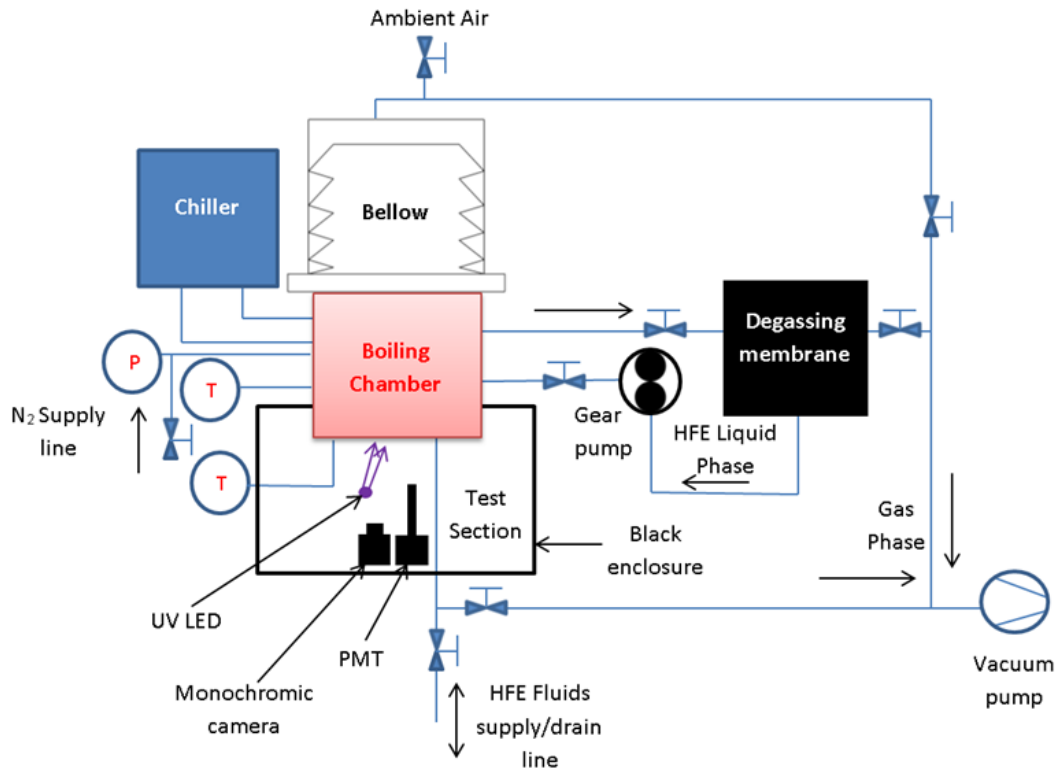 Ambient Air
Chiller
Bellow
Boiling
Chamber
Degassing
membrane
P
T
T
N₂ Supply
line
Gear
pump
HFE Liquid
Phase
Test
Section
Black
enclosure
Gas
Phase
UV LED
PMT
Monochromic
camera
HFE Fluids
supply/drain
line
Vacuum
pump